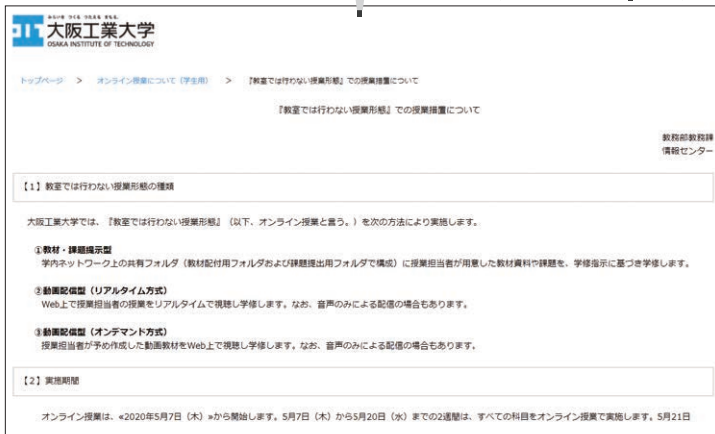 みらいを つくる つたえる まもる。
大阪工業大学
OSAKA INSTITUTE OF TECHNOLOGY
トップページ > オンライン授業について(学生用) > 『教室では行わない授業形態』での授業措置について
『教室では行わない授業形態』での授業措置について
教務部教務課
情報センター
【1】教室では行わない授業形態の種類
大阪工業大学では、『教室では行わない授業形態』(以下、オンライン授業と言う。)を次の方法により実施します。
①教材・課題提示型
学内ネットワーク上の共有フォルダ(教材配付用フォルダおよび課題提出用フォルダで構成)に授業担当者が用意した教材資料や課題を、学修指示に基づき学修します。
②動画配信型(リアルタイム方式)
Web上で授業担当者の授業をリアルタイムで視聴し学修します。なお、音声のみによる配信の場合もあります。
③動画配信型(オンデマンド方式)
授業担当者が予め作成した動画教材をWeb上で視聴し学修します。なお、音声のみによる配信の場合もあります。
【2】実施期間
オンライン授業は、≪2020年5月7日(木)≫から開始します。5月7日(木)から5月20日(水)までの2週間は、すべての科目をオンライン授業で実施します。5月21日